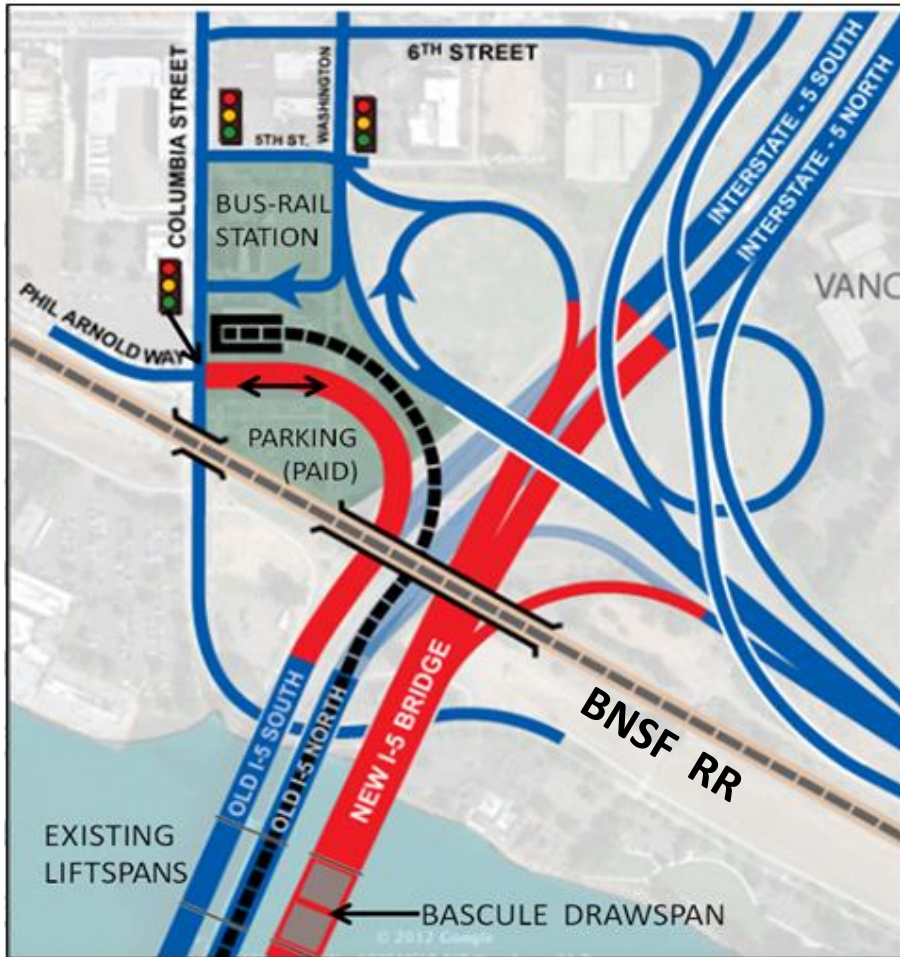 COLUMBIA STREET
WASHINGTON
6TH STREET
5TH ST.
INTERSTATE - 5 SOUTH
INTERSTATE - 5 NORTH
BUS-RAIL
STATION
VANC
PHIL ARNOLD WAY
PARKING
(PAID)
BNSF RR
OLD I-5 SOUTH
OLD I-5 NORTH
NEW I-5 BRIDGE
EXISTING
LIFTSPANS
BASCULE DRAWSPAN
© 2012 Google